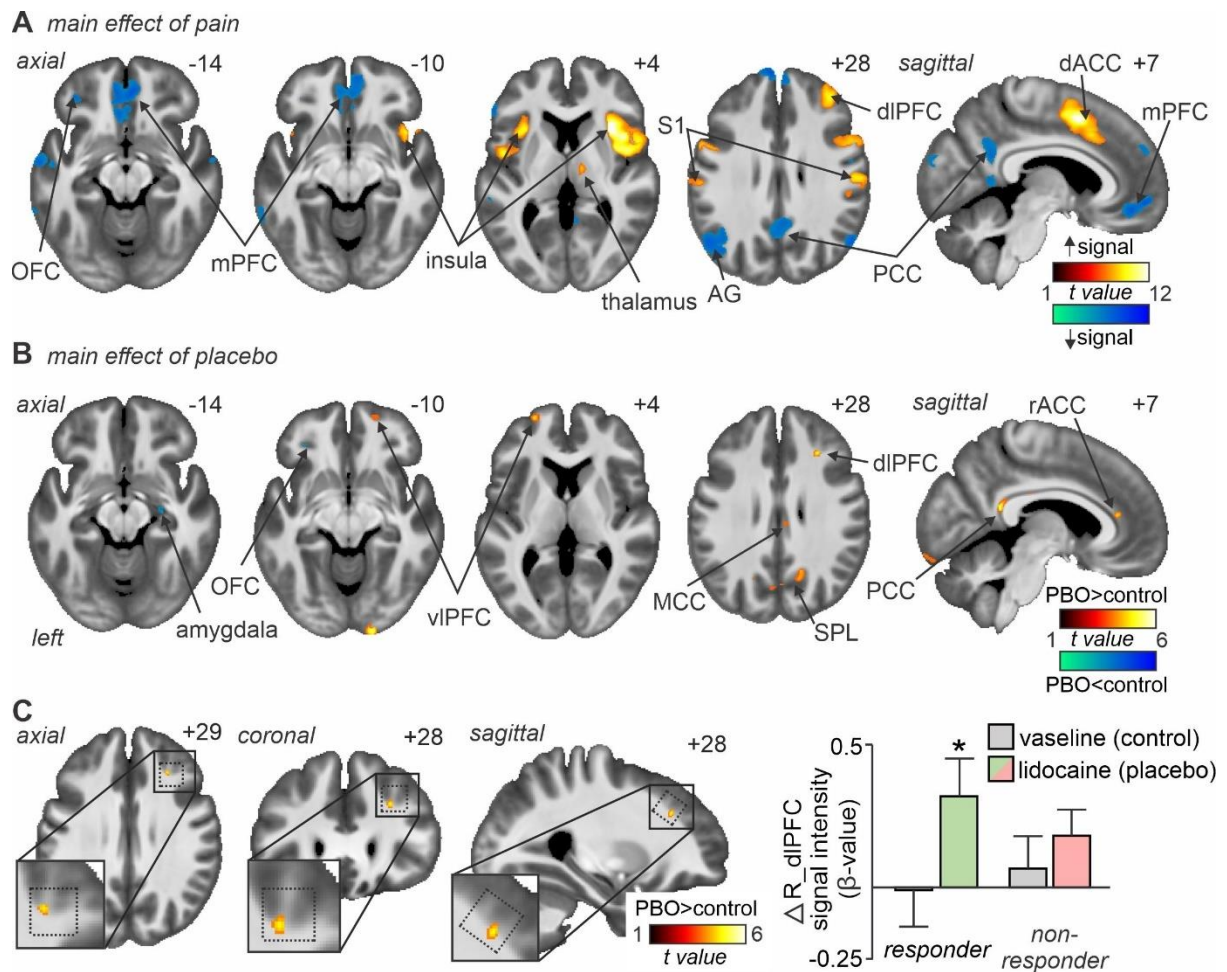 A main effect of pain
axial -14 -10 +4 +28 sagittal dACC +7
dlPFC mPFC
S1
OFC mPFC insula thalamus AG PCC
↑signal
1 t value 12
↓signal
B main effect of placebo
axial -14 -10 +4 +28 sagittal rACC +7
dlPFC
OFC vlPFC MCC PCC
left amygdala SPL
PBO>control
1 t value 6
PBO<control
C axial +29 coronal +28 sagittal +28
PBO>control
1 6
t value
△R_dlPFC
signal intensity
(β-value)
0.5
-0.25
*
vaseline (control)
lidocaine (placebo)
responder
non-
responder